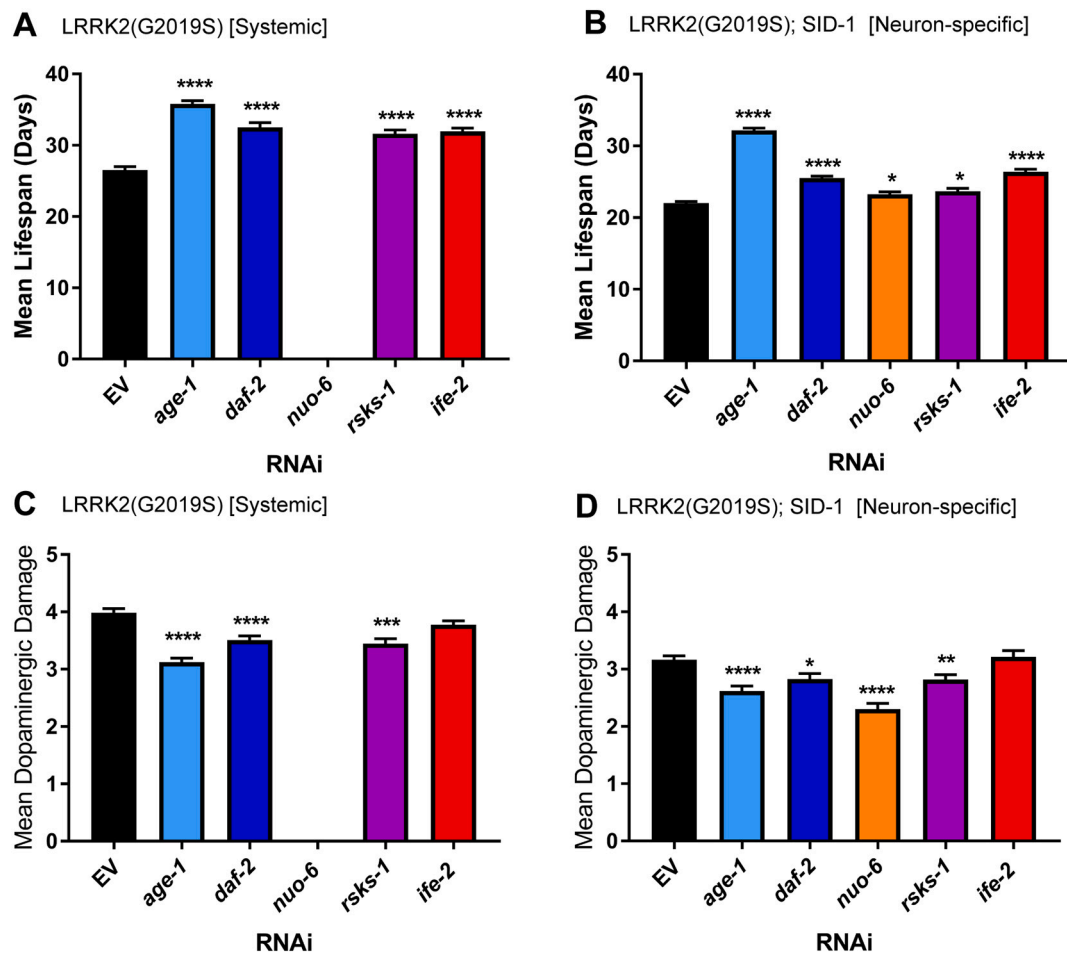 A LRRK2(G2019S) [Systemic]
Mean Lifespan (Days)
40
30
20
10
0
**** **** **** ****
EV age-1 daf-2 nuo-6 rsks-1 ife-2
RNAi
B LRRK2(G2019S); SID-1 [Neuron-specific]
Mean Lifespan (Days)
40
30
20
10
0
**** **** * * ****
EV age-1 daf-2 nuo-6 rsks-1 ife-2
RNAi
C LRRK2(G2019S) [Systemic]
Mean Dopaminergic Damage
5
4
3
2
1
0
**** **** ***
EV age-1 daf-2 nuo-6 rsks-1 ife-2
RNAi
D LRRK2(G2019S); SID-1 [Neuron-specific]
Mean Dopaminergic Damage
5
4
3
2
1
0
**** * **** **
EV age-1 daf-2 nuo-6 rsks-1 ife-2
RNAi